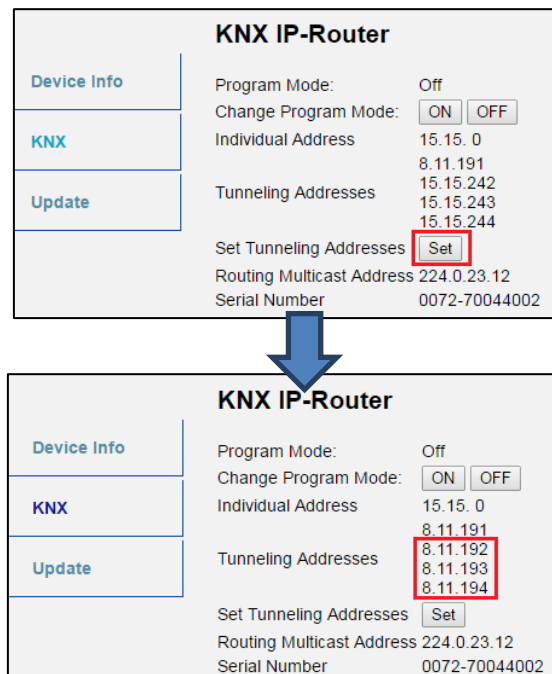 KNX IP-Router
Device Info
KNX
Update
Program Mode: Off
Change Program Mode: ON OFF
Individual Address 15.15. 0
Tunneling Addresses 8.11.191
15.15.242
15.15.243
15.15.244
Set Tunneling Addresses Set
Routing Multicast Address 224.0.23.12
Serial Number 0072-70044002
KNX IP-Router
Device Info
KNX
Update
Program Mode: Off
Change Program Mode: ON OFF
Individual Address 15.15. 0
Tunneling Addresses 8.11.191
8.11.192
8.11.193
8.11.194
Set Tunneling Addresses Set
Routing Multicast Address 224.0.23.12
Serial Number 0072-70044002